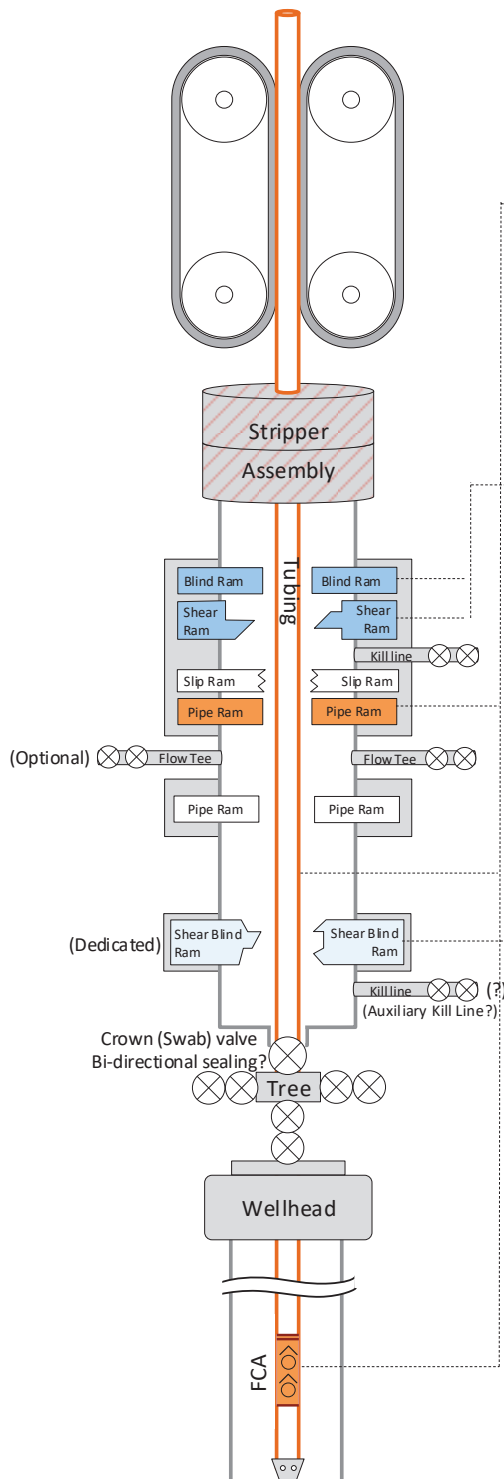 Stripper
Assembly
Tubing
Blind Ram
Blind Ram
Shear
Ram
Shear
Ram
Kill line
Slip Ram
Slip Ram
Pipe Ram
Pipe Ram
(Optional)
Flow Tee
Flow Tee
Pipe Ram
Pipe Ram
(Dedicated)
Shear Blind
Ram
Shear Blind
Ram
Kill line
(?)
(Auxiliary Kill Line?)
Crown (Swab) valve
Bi-directional sealing?
Tree
Wellhead
FCA